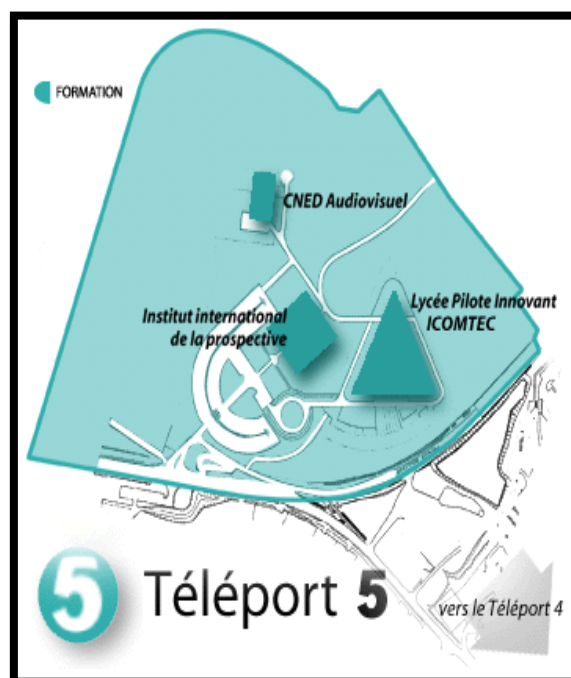 FORMATION
CNED Audiovisuel
Lycée Pilote Innovant
ICOMTEC
Institut international
de la prospective
5 Téléport 5
vers le Téléport 4